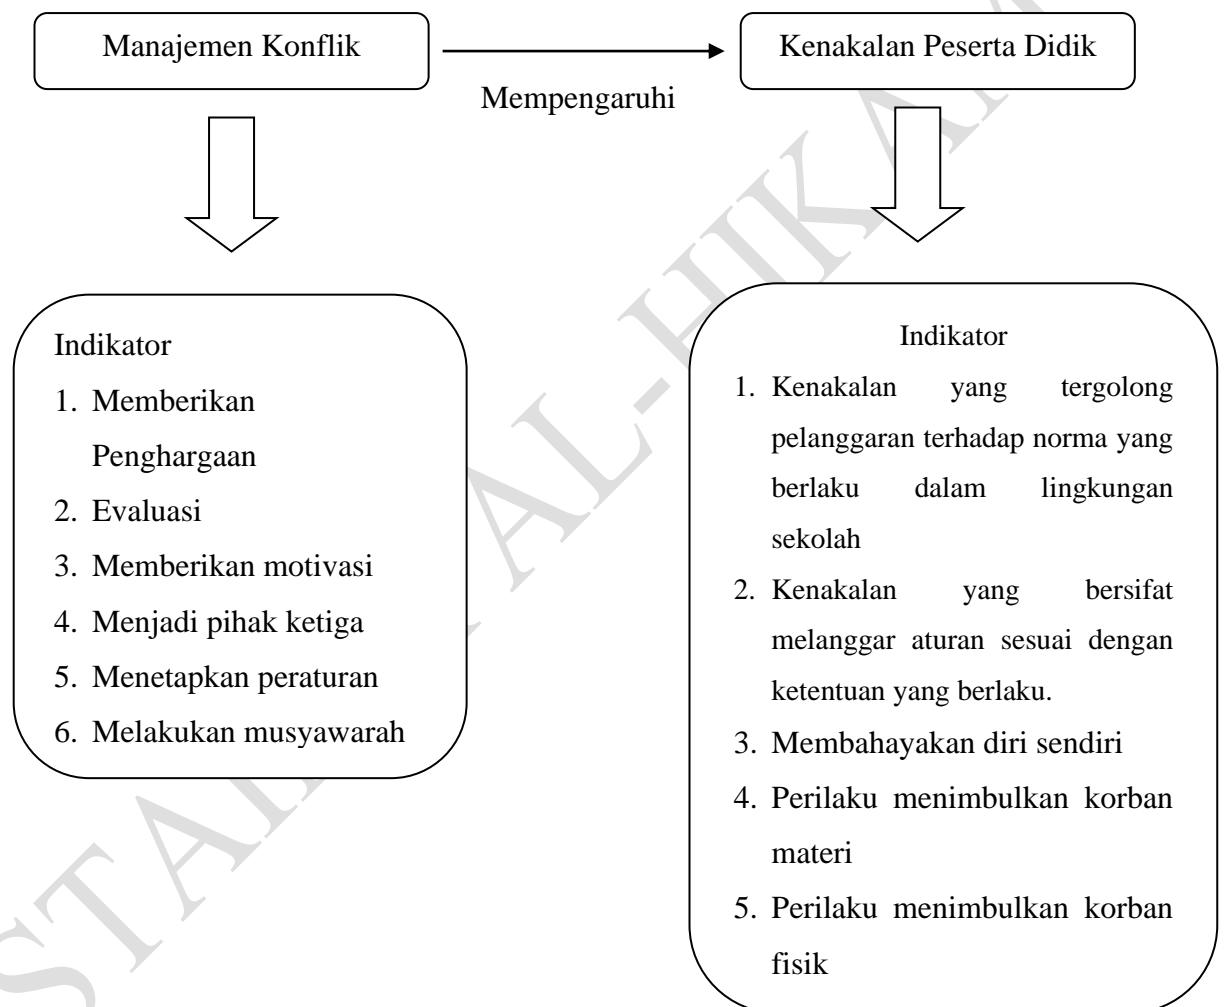 Manajemen Konflik
Kenakalan Peserta Didik
Mempengaruhi
Indikator
1. Memberikan
Penghargaan
2. Evaluasi
3. Memberikan motivasi
4. Menjadi pihak ketiga
5. Menetapkan peraturan
6. Melakukan musyawarah
Indikator
1. Kenakalan yang tergolong
pelanggaran terhadap norma yang
berlaku dalam lingkungan
sekolah
2. Kenakalan yang bersifat
melanggar aturan sesuai dengan
ketentuan yang berlaku.
3. Membahayakan diri sendiri
4. Perilaku menimbulkan korban
materi
5. Perilaku menimbulkan korban
fisik
AL-HIKAM